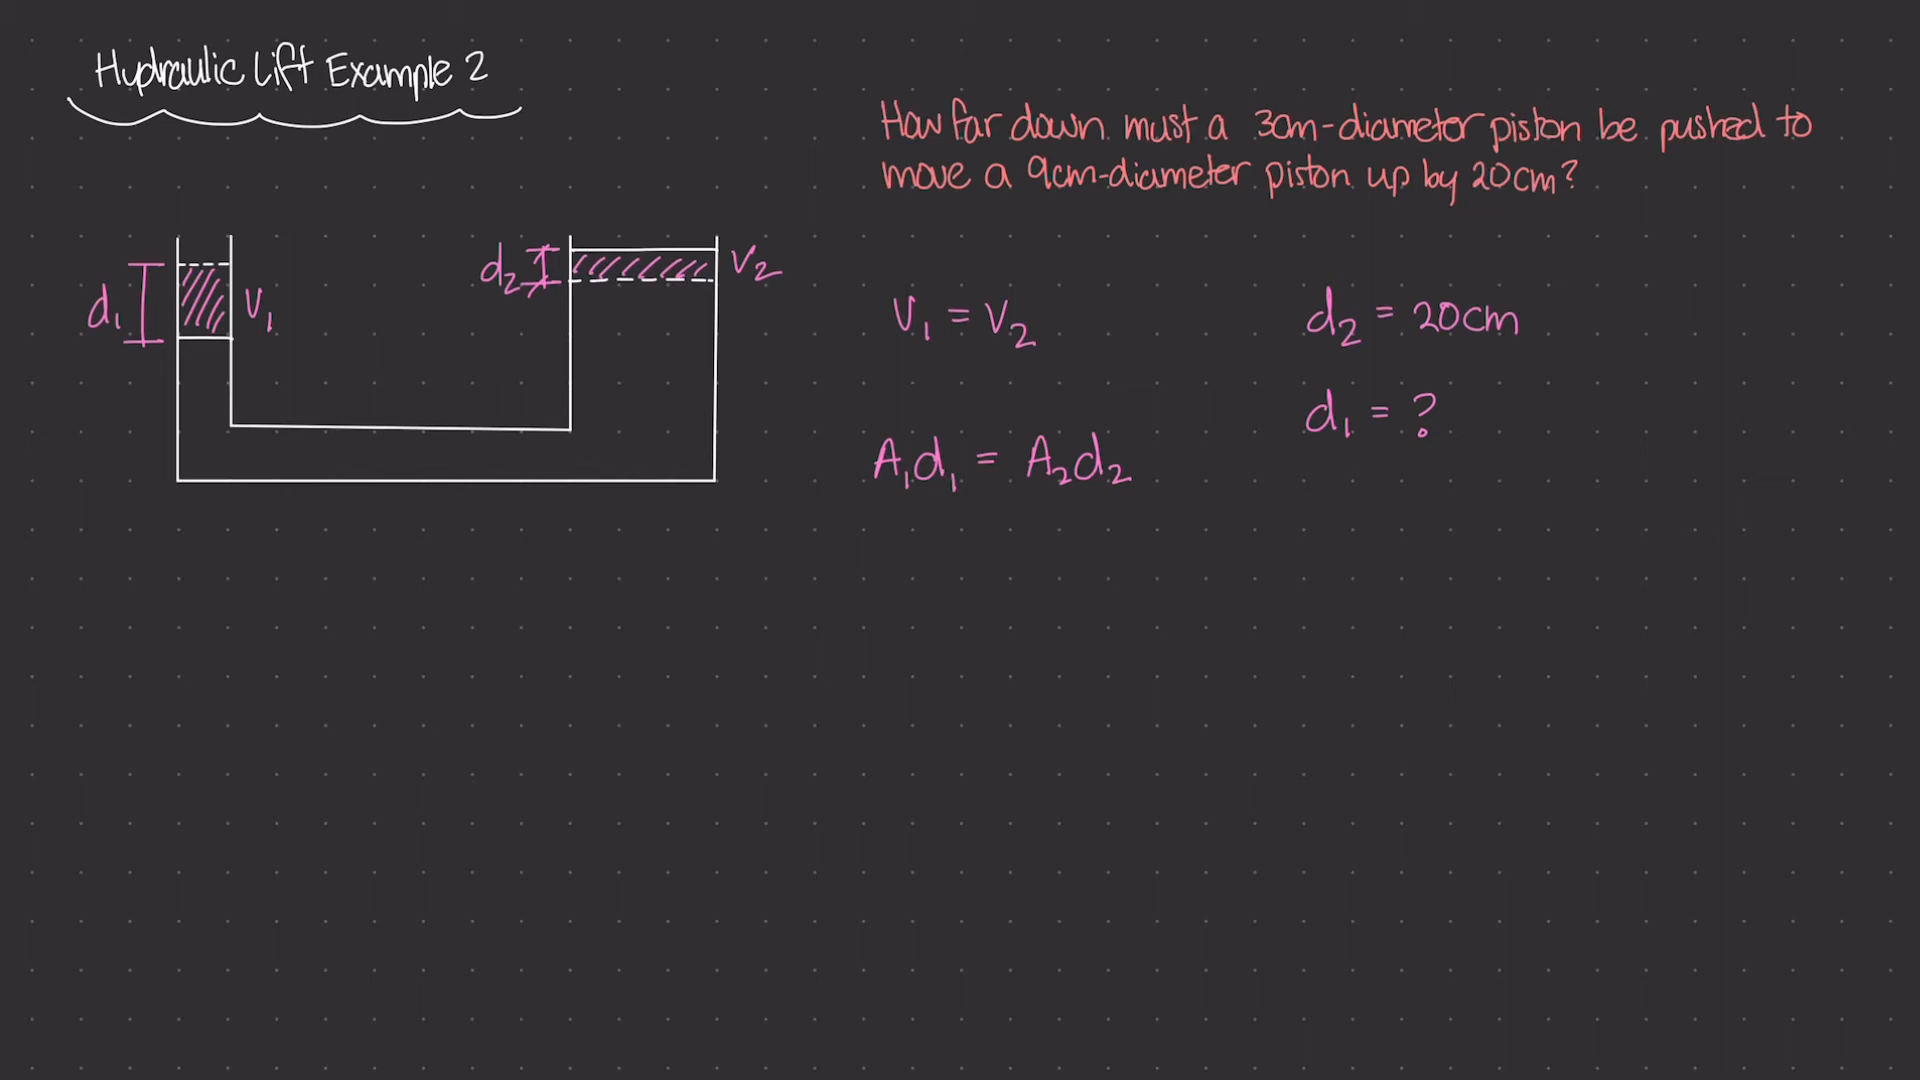 Hydraulic Lift Example 2
How far down must a 3cm-diameter piston be pushed to
move a 9cm-diameter piston up by 20cm?
d₁
V₁
d₂
V₂
V₁ = V₂
d₂ = 20cm
d₁ = ?
A₁d₁ = A₂d₂